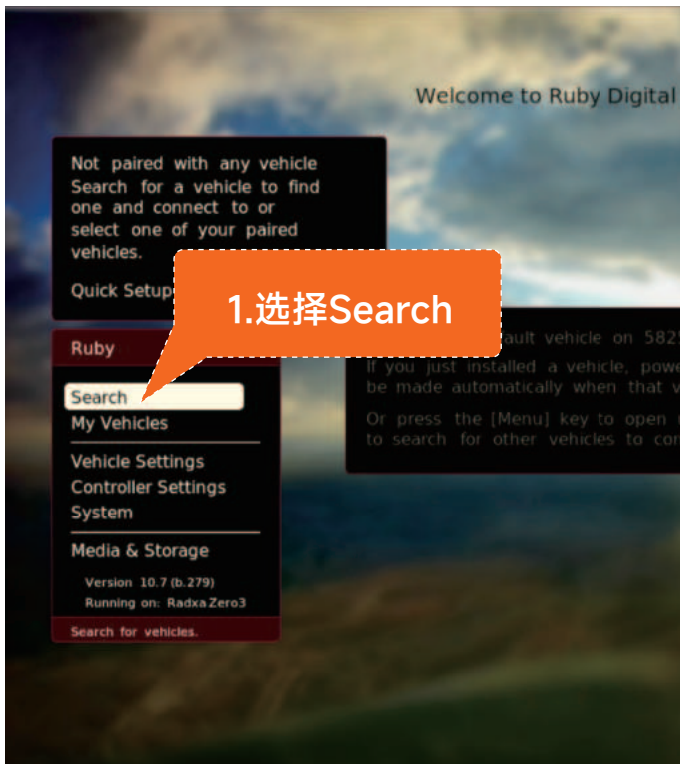 Welcome to Ruby Digital
Not paired with any vehicle
Search for a vehicle to find
one and connect to or
select one of your paired
vehicles.
Quick Setup
1.选择Search
Ruby
Search
My Vehicles
Vehicle Settings
Controller Settings
System
Media & Storage
Version 10.7 (b.279)
Running on: RadxaZero3
Search for vehicles.
vehicle on 582
If you just installed a vehicle, powe
be made automatically when that v
Or press the [Menu] key to open
to search for other vehicles to con